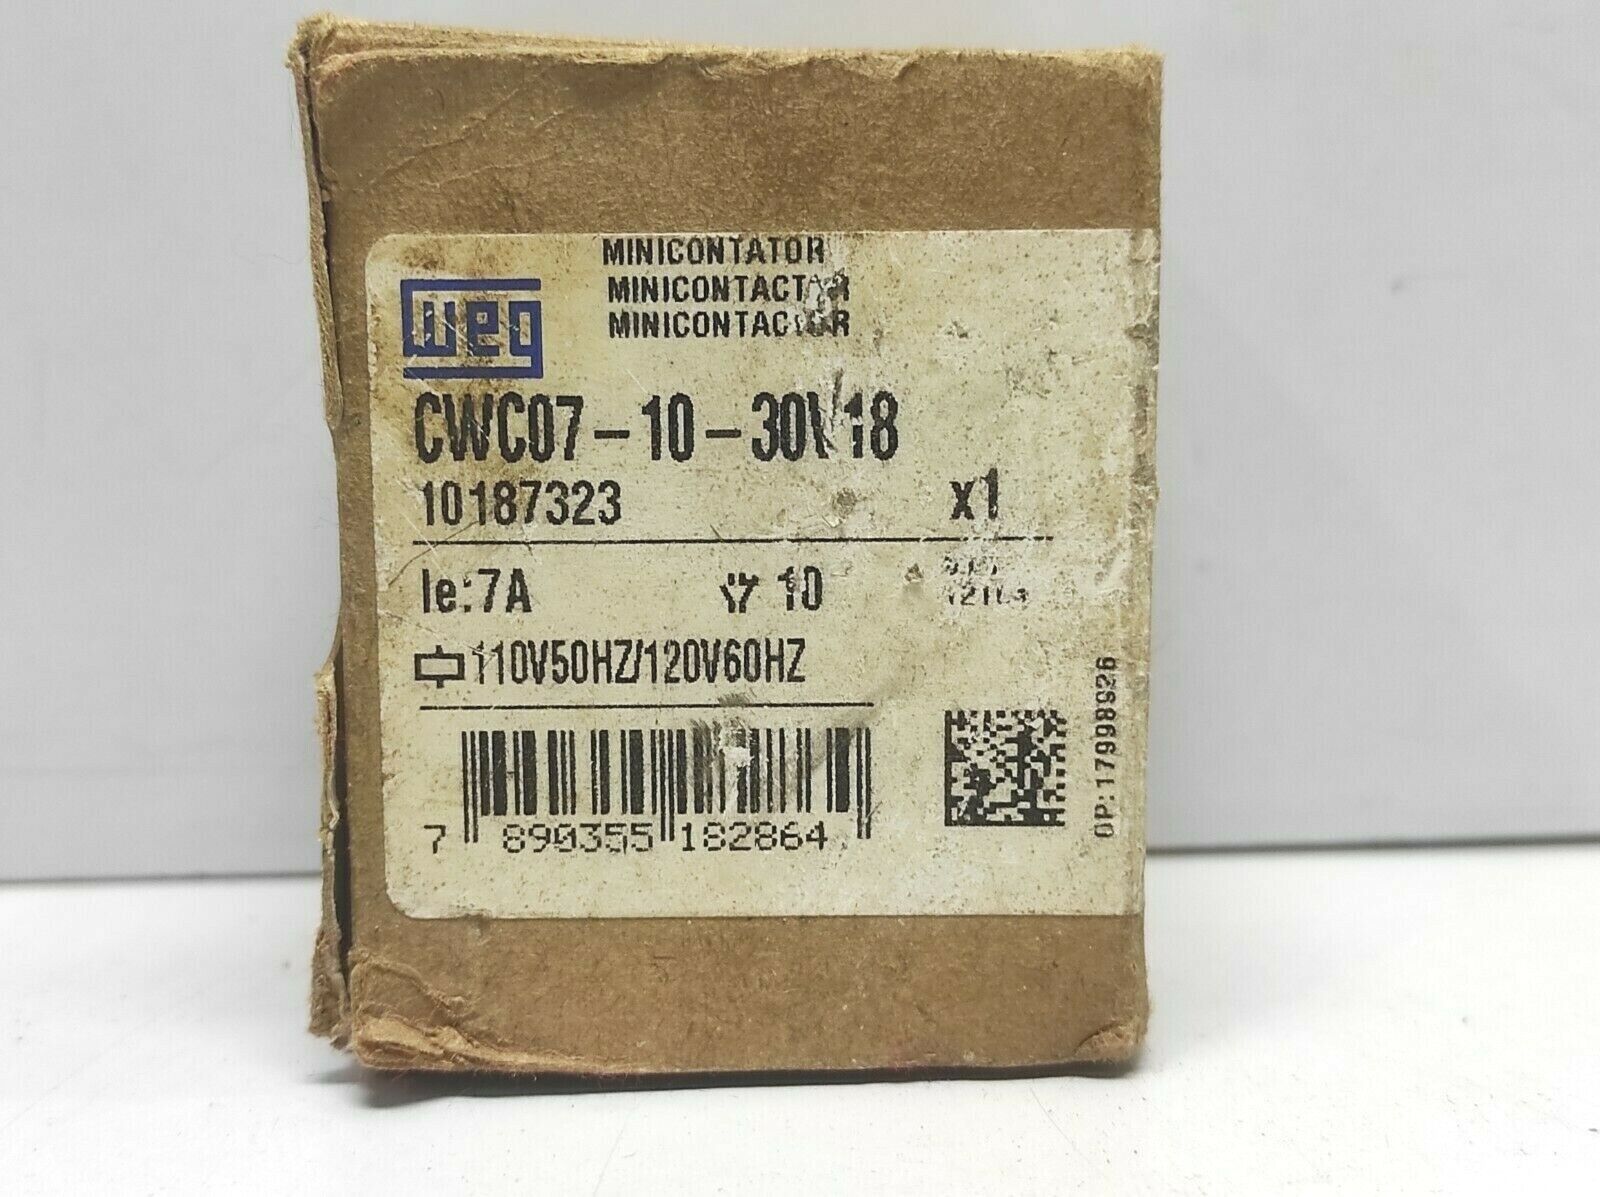 MINICONTATOR
MINICONTACTOR
MINICONTACTOR
weg
CWC07-10-30V18
10187323 x1
Ie:7A 10
110V50HZ/120V60HZ
7 890355 182864
OP:17998926